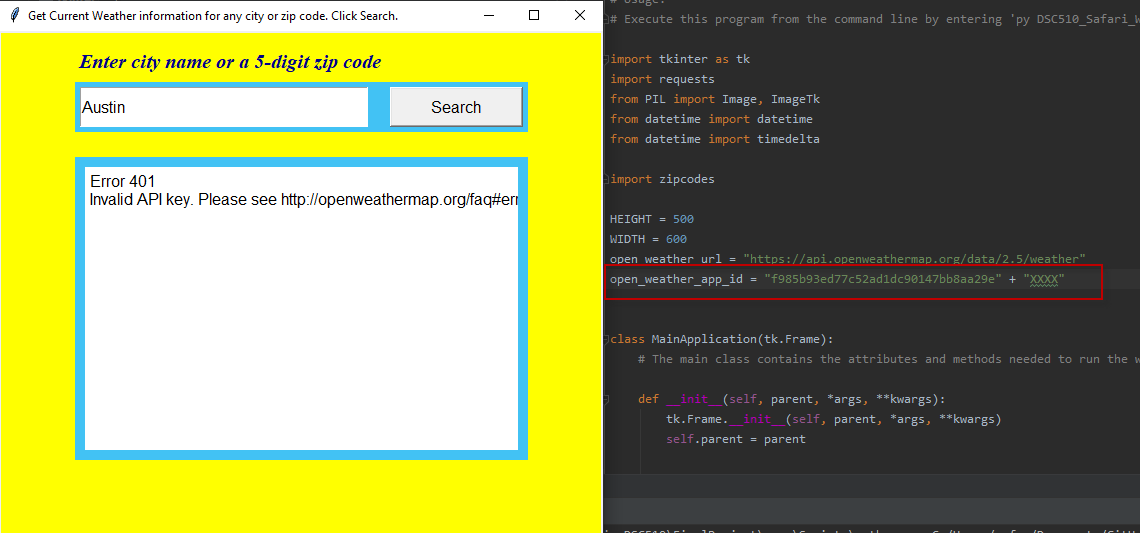 Get Current Weather information for any city or zip code. Click Search.
Enter city name or a 5-digit zip code
Austin
Search
Error 401
Invalid API key. Please see http://openweathermap.org/faq#err
# Usage:
# Execute this program from the command line by entering 'py DSC510_Safari_W
import tkinter as tk
import requests
from PIL import Image, ImageTk
from datetime import datetime
from datetime import timedelta
import zipcodes
HEIGHT = 500
WIDTH = 600
open_weather_url = "https://api.openweathermap.org/data/2.5/weather"
open_weather_app_id = "f985b93ed77c52ad1dc90147bb8aa29e" + "XXXX"
class MainApplication(tk.Frame):
# The main class contains the attributes and methods needed to run the w
def __init__(self, parent, *args, **kwargs):
tk.Frame.__init__(self, parent, *args, **kwargs)
self.parent = parent